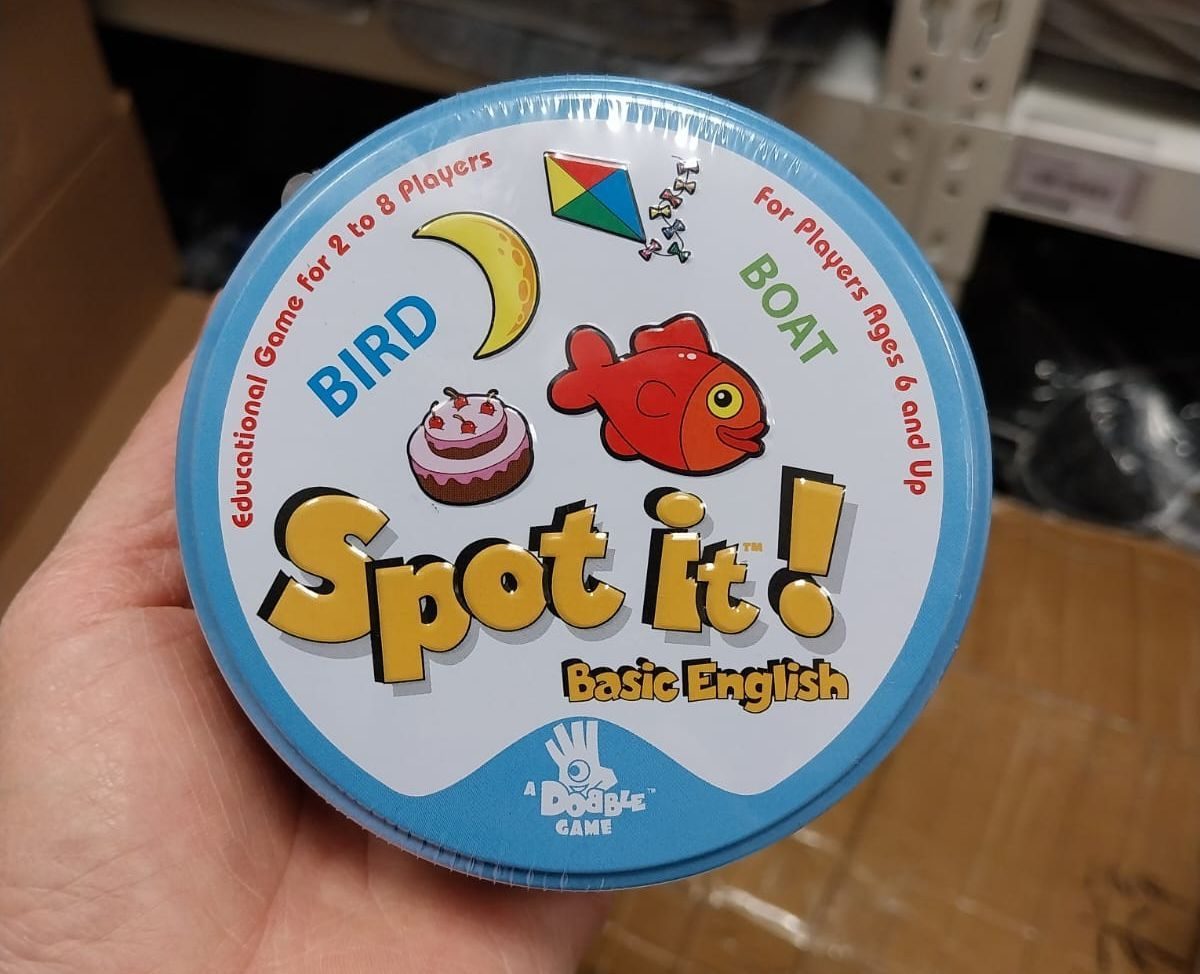 Educational Game for 2 to 8 Players
For Players Ages 6 and Up
BIRD
BOAT
Spot it!™
Basic English
A DOBBLE™
GAME